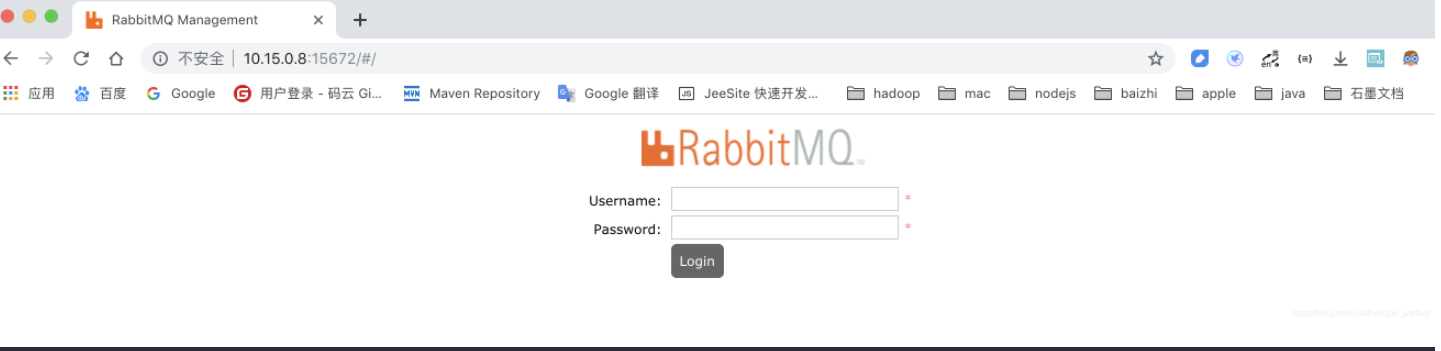 RabbitMQ Management
不安全 10.15.0.8:15672/#/
应用 百度 Google 用户登录 - 码云 Gi... Maven Repository Google 翻译 JeeSite 快速开发... hadoop mac nodejs baizhi apple java 石墨文档
RabbitMQ™
Username: *
Password: *
Login